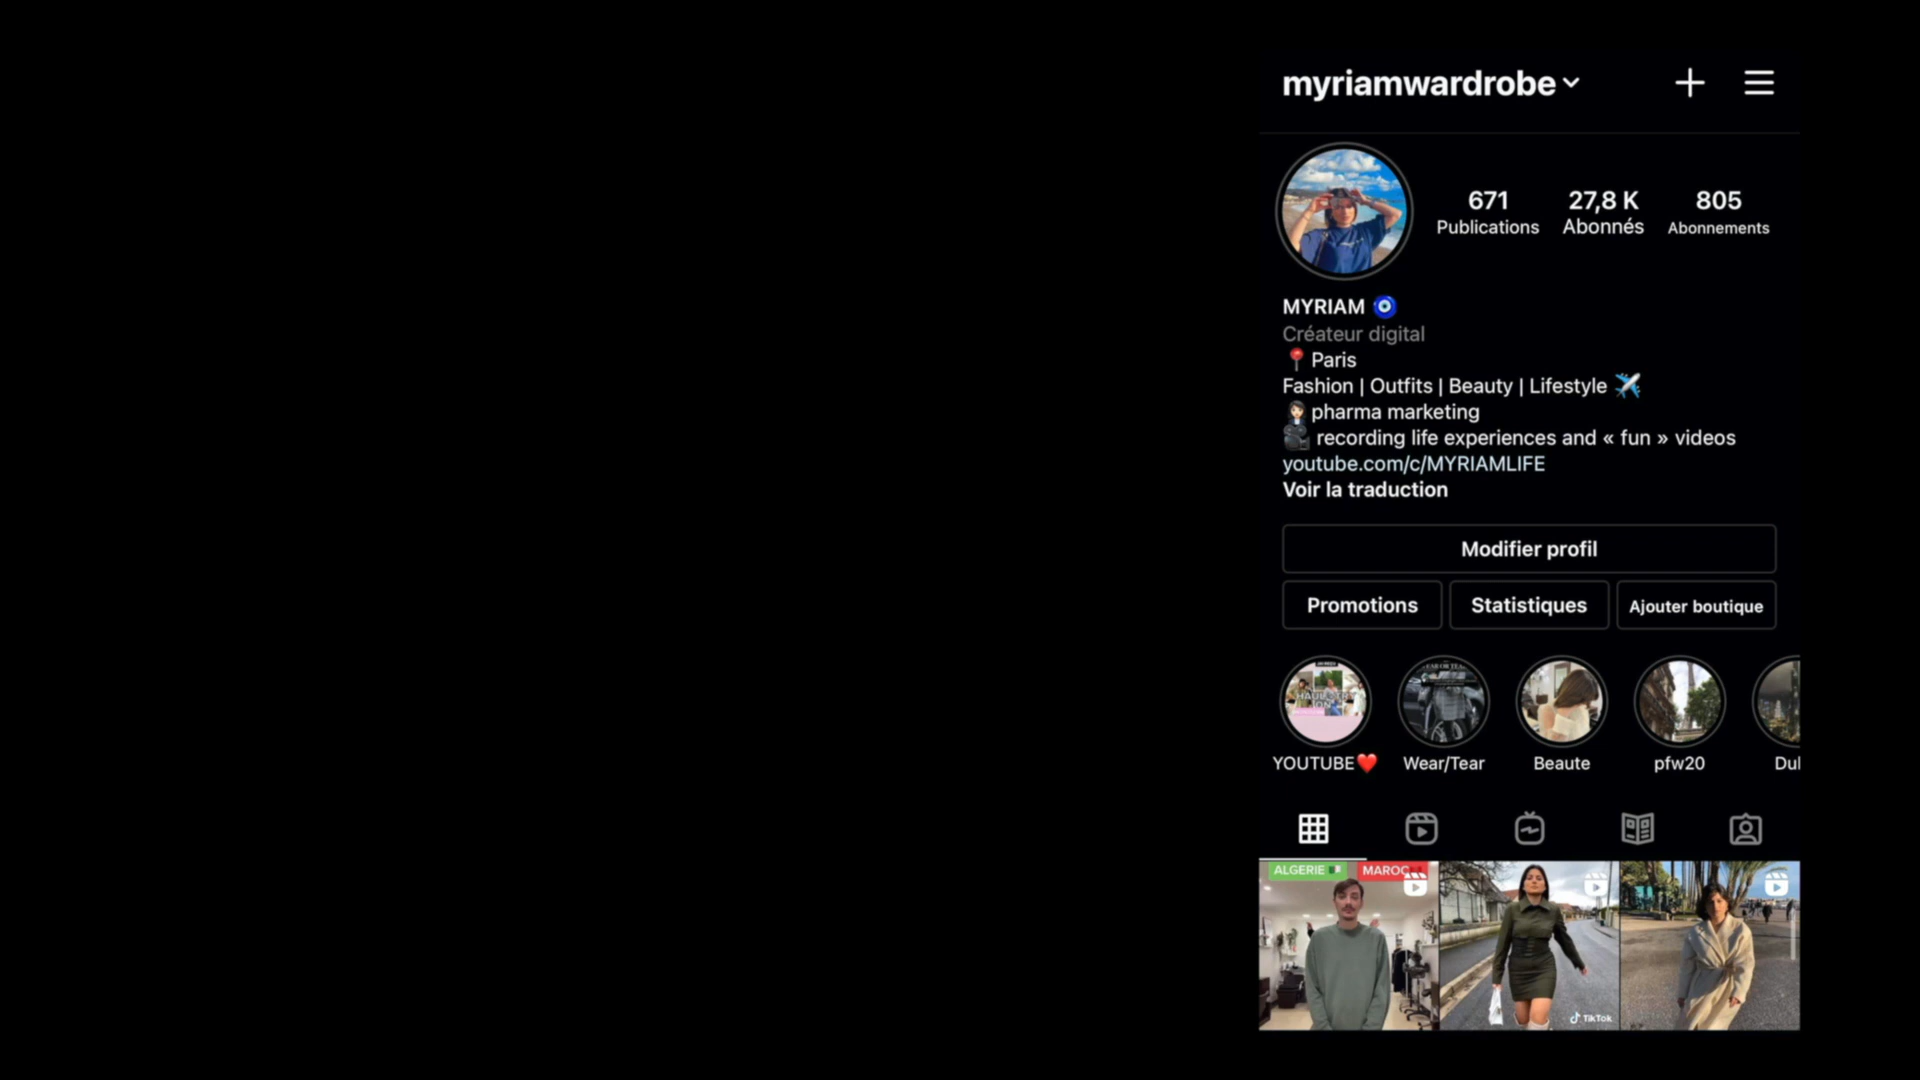 myriamwardrobe
671
27,8 K
805
Publications
Abonnés
Abonnements
MYRIAM
Créateur digital
Paris
Fashion | Outfits | Beauty | Lifestyle
pharma marketing
recording life experiences and « fun » videos
youtube.com/c/MYRIAMLIFE
Voir la traduction
Modifier profil
Promotions
Statistiques
Ajouter boutique
YOUTUBE
Wear/Tear
Beaute
pfw20
ALGERIE
MAROC
TikTok